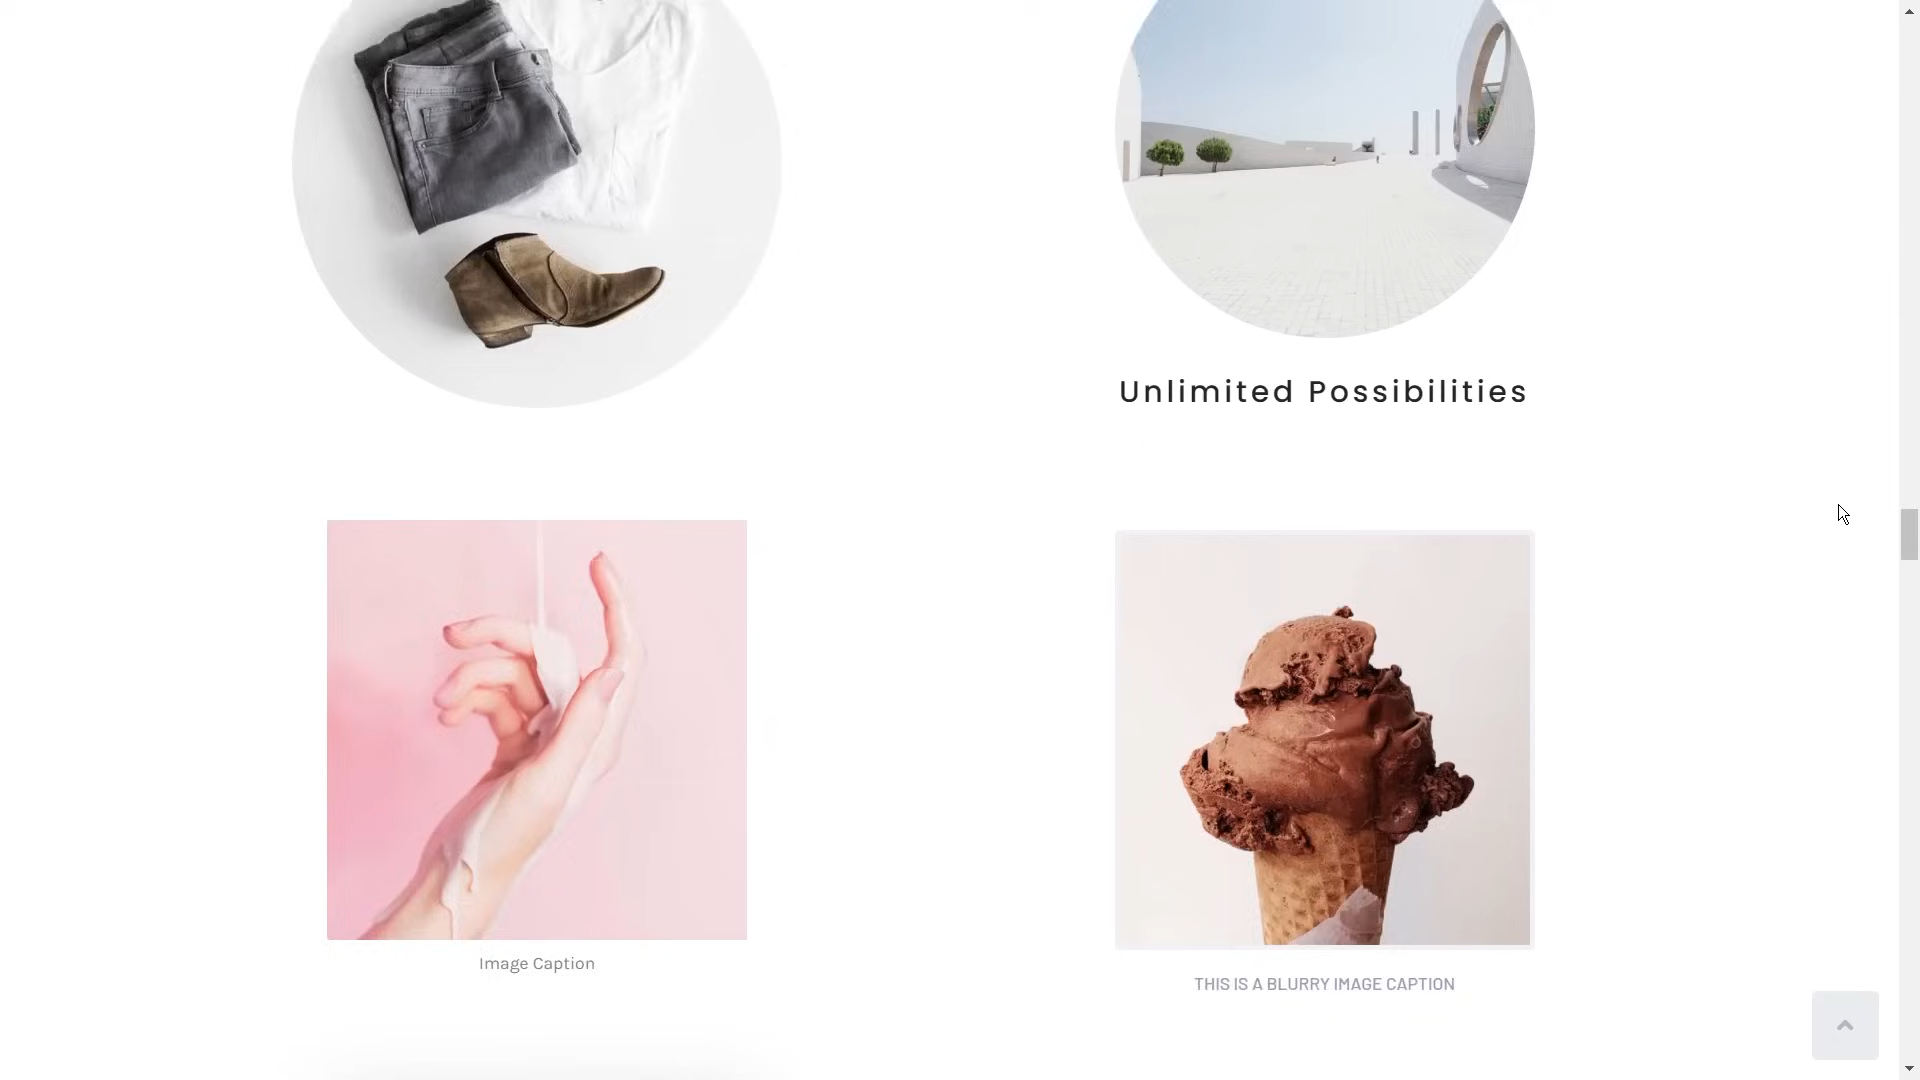 Unlimited Possibilities
Image Caption
THIS IS A BLURRY IMAGE CAPTION